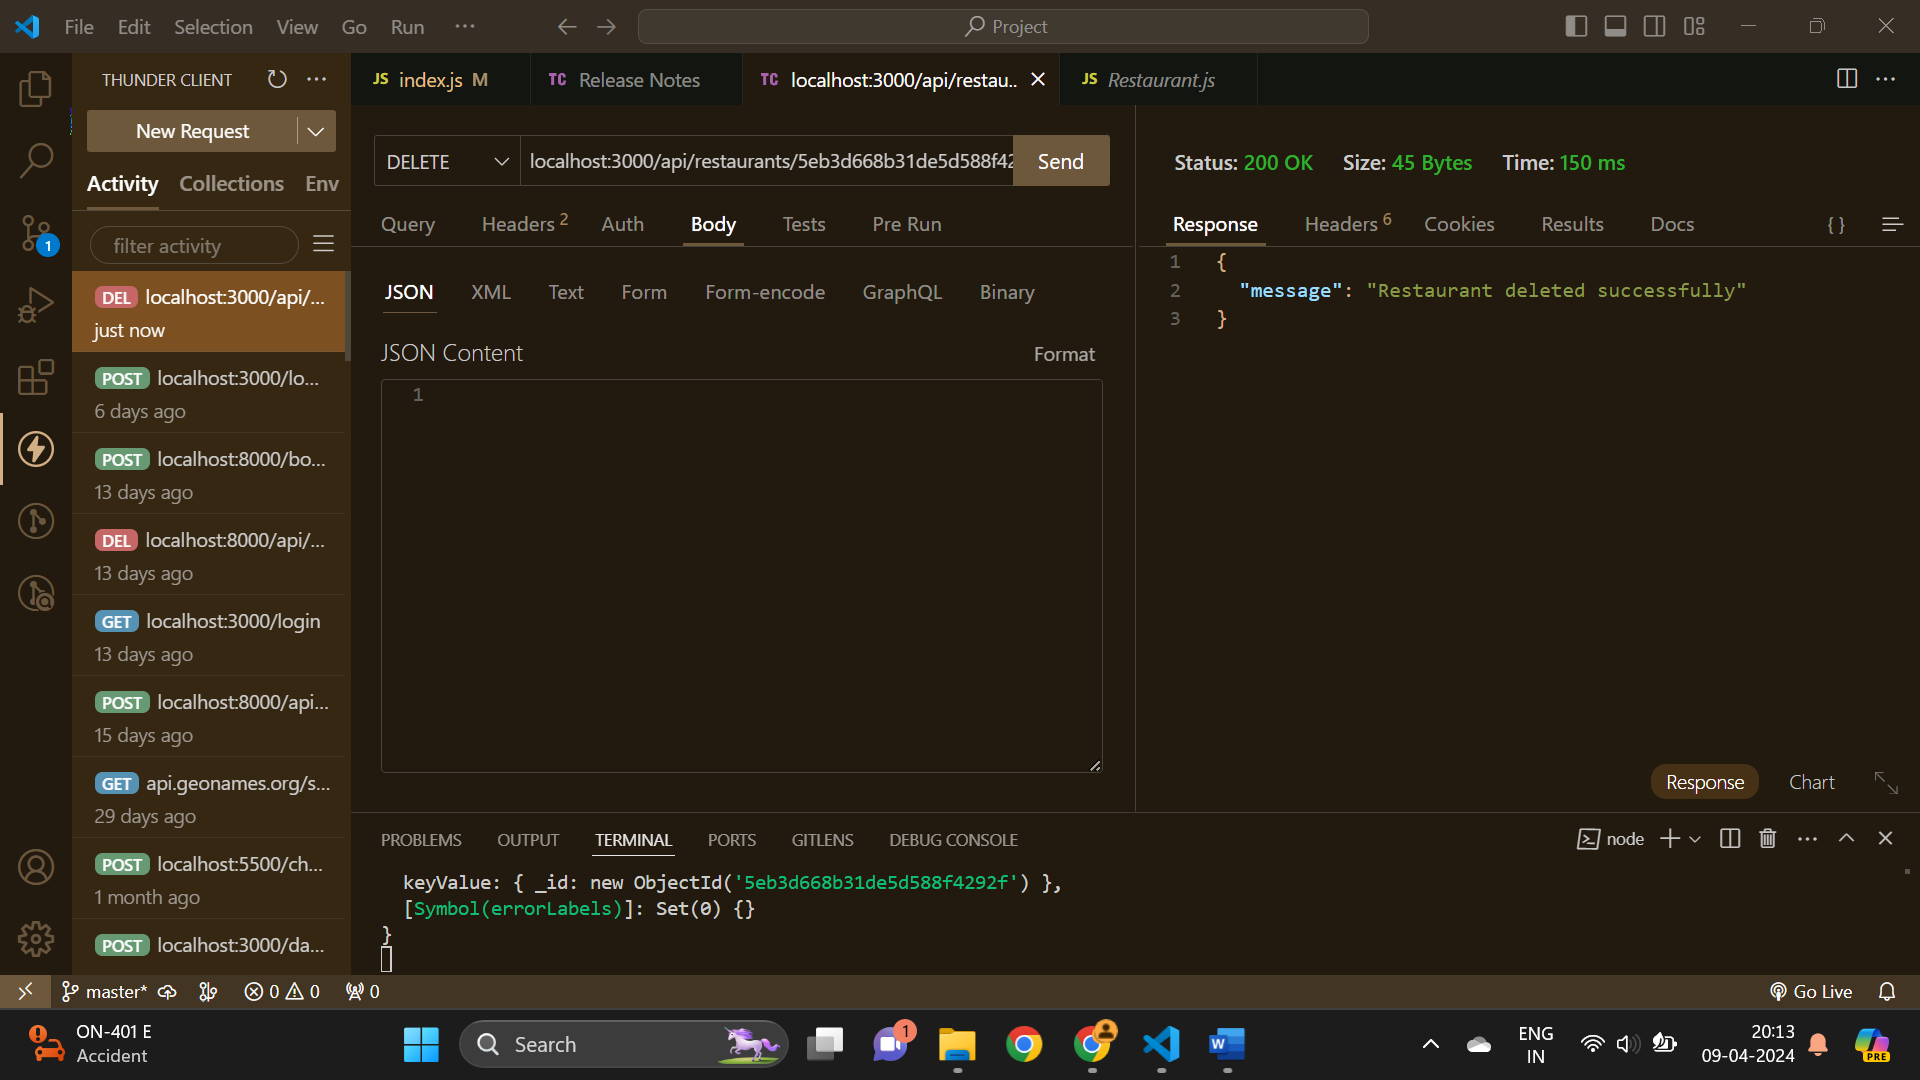 File Edit Selection View Go Run ··· Project
THUNDER CLIENT ···
New Request
Activity Collections Env
filter activity
DEL localhost:3000/api/...
just now
POST localhost:3000/lo...
6 days ago
POST localhost:8000/bo...
13 days ago
DEL localhost:8000/api/...
13 days ago
GET localhost:3000/login
13 days ago
POST localhost:8000/api...
15 days ago
GET api.geonames.org/s...
29 days ago
POST localhost:5500/ch...
1 month ago
POST localhost:3000/da...
1
JS index.js M TC Release Notes TC localhost:3000/api/restau.. JS Restaurant.js ···
DELETE localhost:3000/api/restaurants/5eb3d668b31de5d588f42 Send
Query Headers 2 Auth Body Tests Pre Run
JSON XML Text Form Form-encode GraphQL Binary
JSON Content Format
1
Status: 200 OK Size: 45 Bytes Time: 150 ms
Response Headers 6 Cookies Results Docs { }
1 {
2 "message": "Restaurant deleted successfully"
3 }
Response Chart
PROBLEMS OUTPUT TERMINAL PORTS GITLENS DEBUG CONSOLE node ···
keyValue: { _id: new ObjectId('5eb3d668b31de5d588f4292f') },
[Symbol(errorLabels)]: Set(0) {}
}
master* 0 0 0 Go Live
ON-401 E
Accident
Search
1
W
PRE
ENG
IN
20:13
09-04-2024